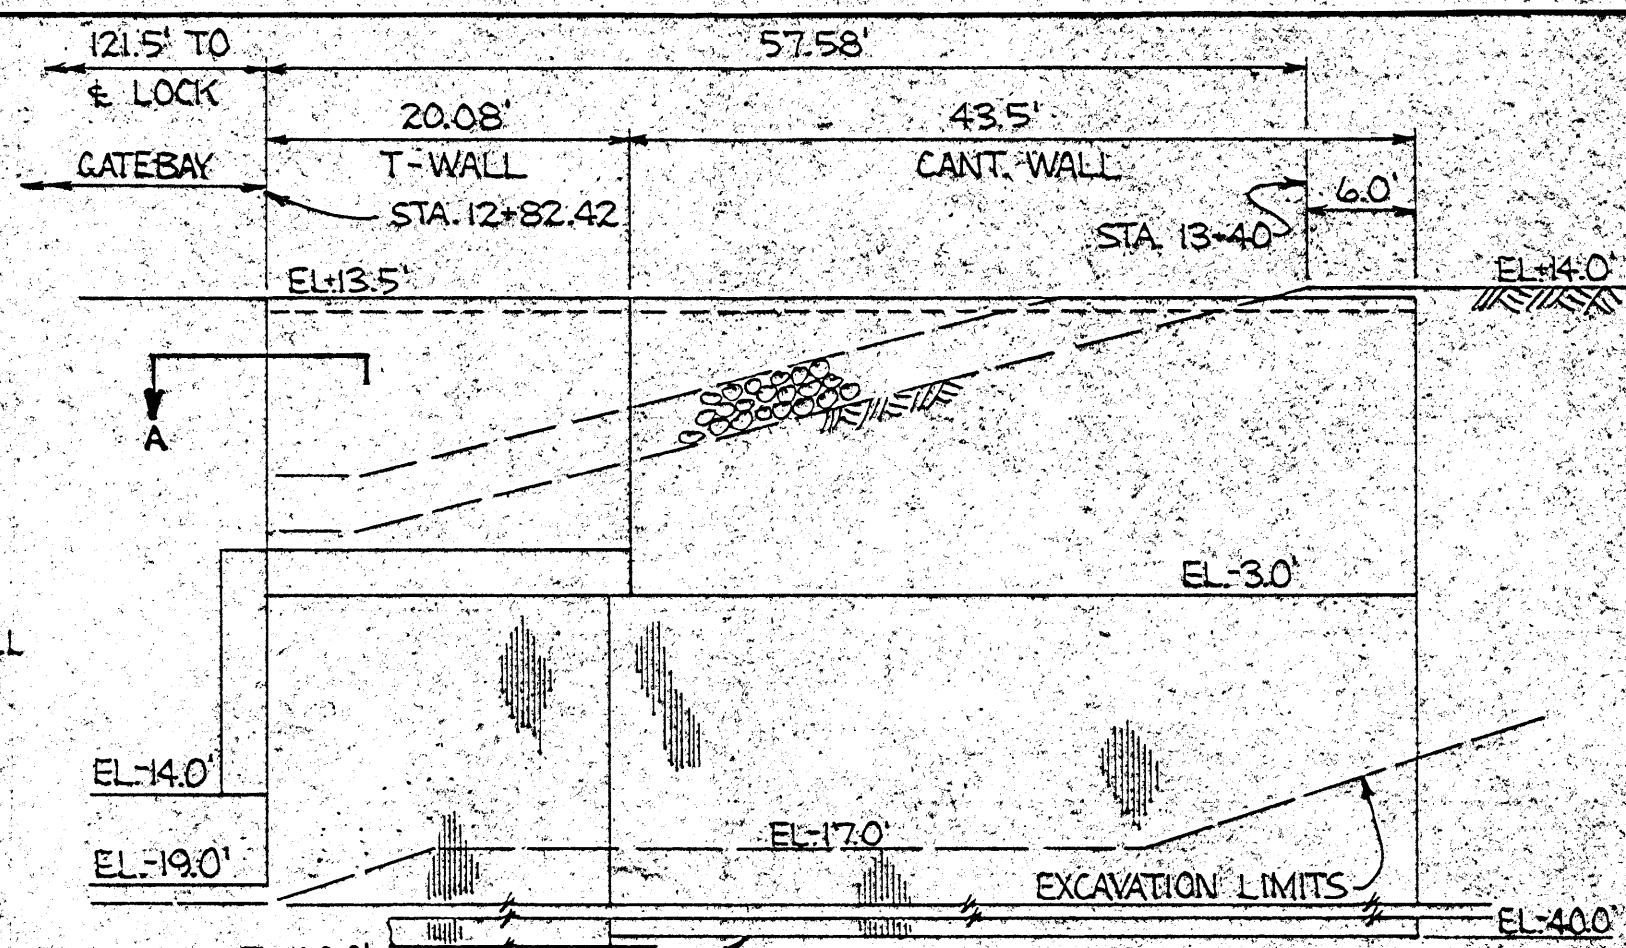 121.5' TO
57.58'
℄ LOCK
20.08'
43.5'
GATEBAY
T-WALL
CANT. WALL
6.0'
STA. 12+82.42
STA. 13+40
EL+13.5'
EL+14.0'
A
EL.-3.0'
EL.-14.0'
EL.-17.0'
EL.-19.0'
EXCAVATION LIMITS
EL-40.0'